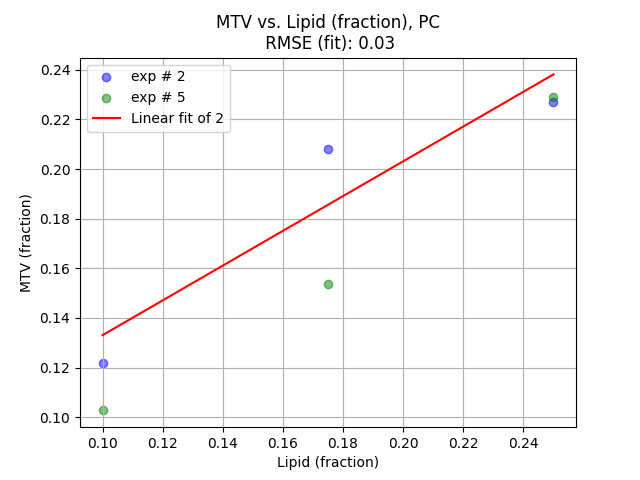 MTV vs. Lipid (fraction), PC
RMSE (fit): 0.03
exp # 2
exp # 5
Linear fit of 2
0.24
0.22
0.20
0.18
0.16
0.14
0.12
0.10
MTV (fraction)
0.10 0.12 0.14 0.16 0.18 0.20 0.22 0.24
Lipid (fraction)